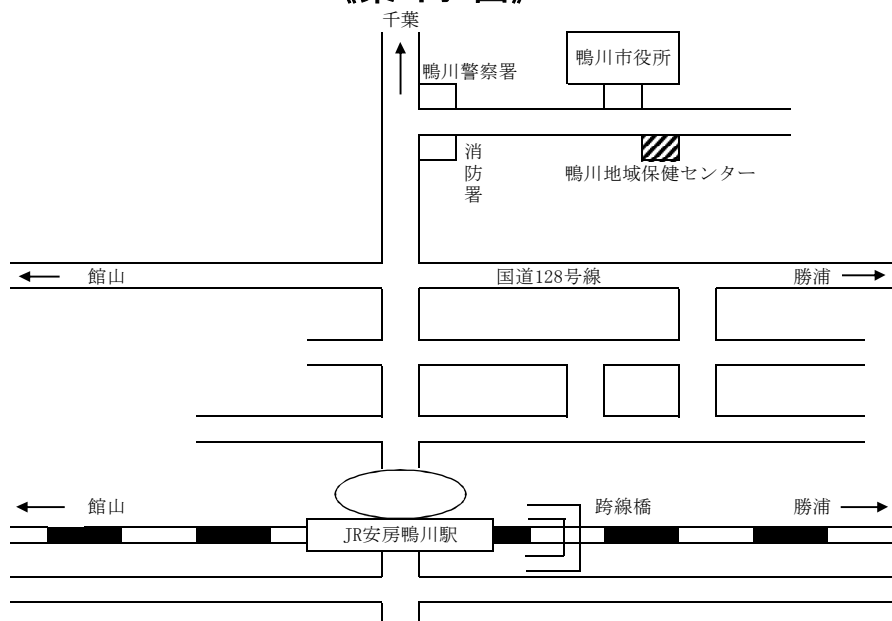 千葉
鴨川市役所
鴨川警察署
消防署
鴨川地域保健センター
館山
国道128号線
勝浦
館山
跨線橋
勝浦
JR安房鴨川駅